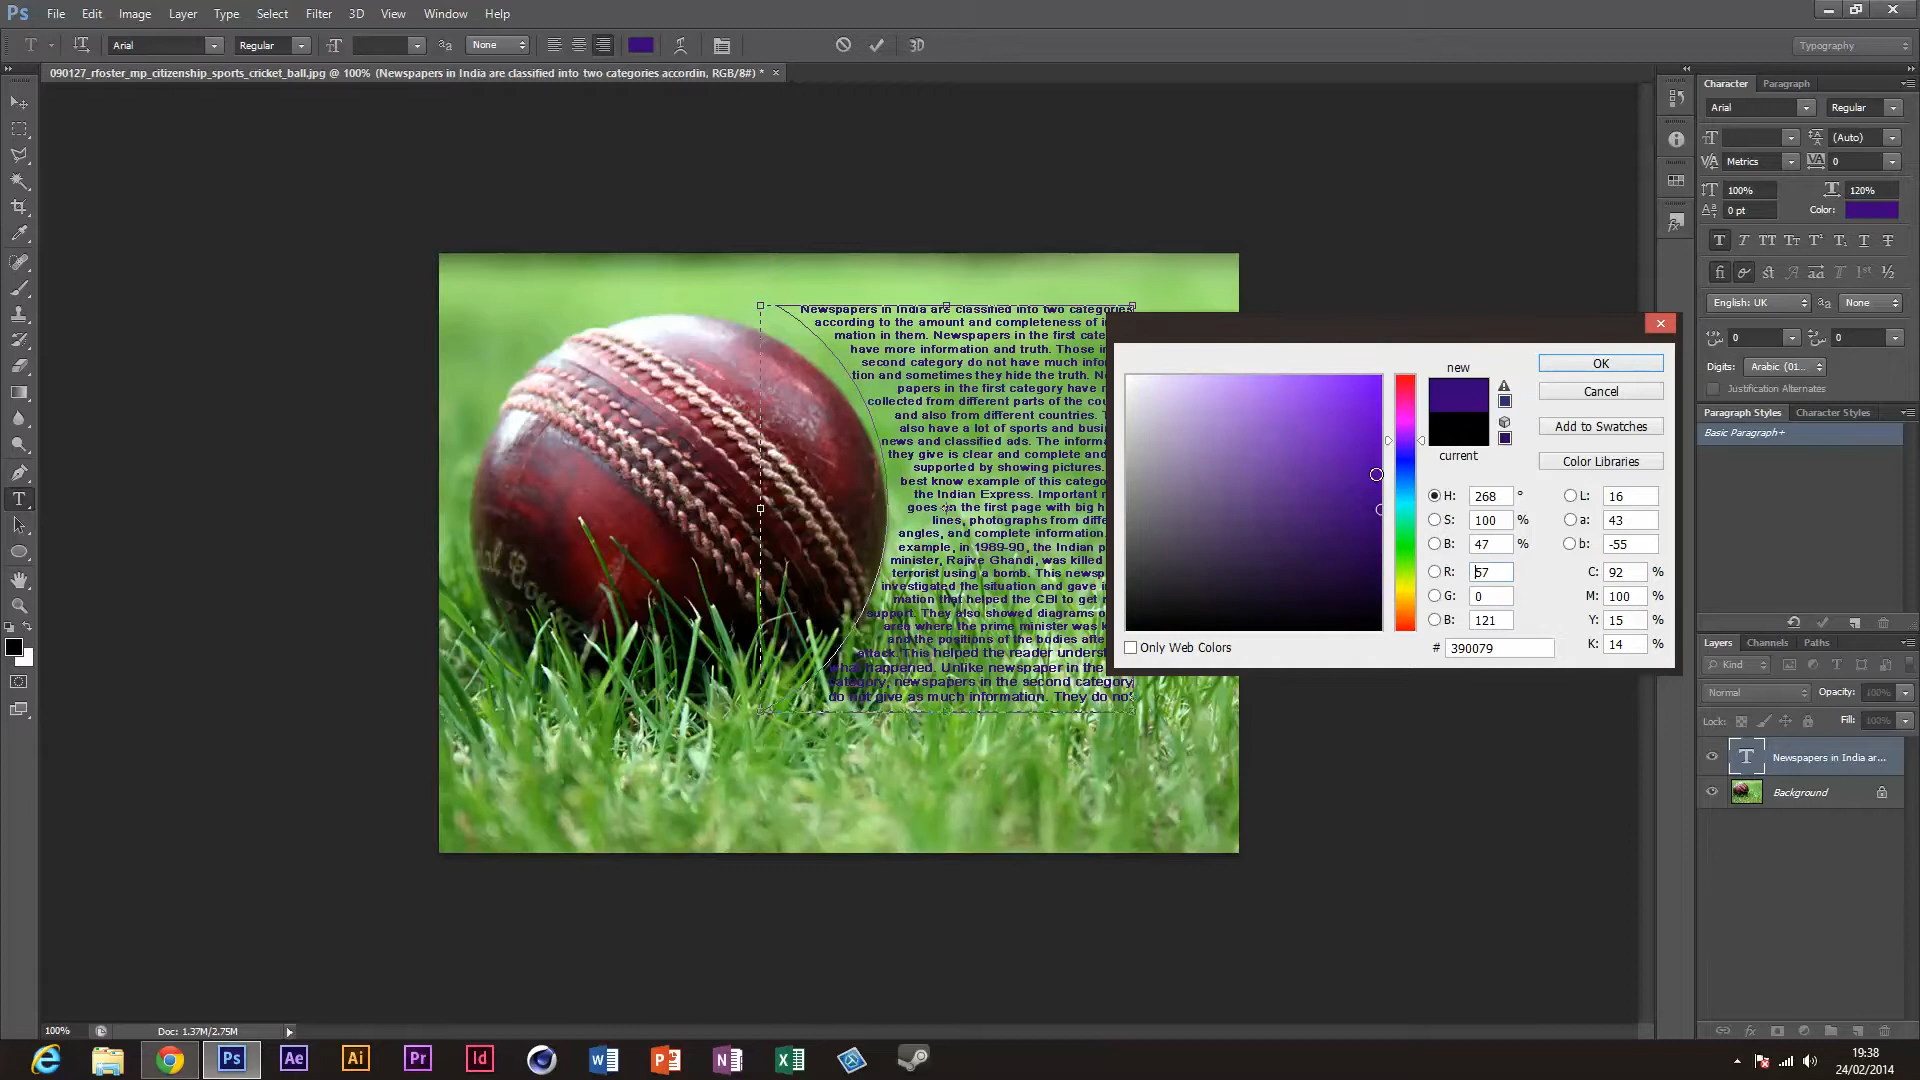 Ps File Edit Image Layer Type Select Filter 3D View Window Help
T Arial Regular None 3D Typography
090127_rfoster_mp_citizenship_sports_cricket_ball.jpg @ 100% (Newspapers in India are classified into two categories accordin, RGB/8#) * ×
Character Paragraph
Arial Regular
(Auto)
Metrics 0
100% 120%
0 pt Color:
English: UK None
0 0
Digits: Arabic (01...
Justification Alternates
Paragraph Styles Character Styles
Basic Paragraph+
Layers Channels Paths
Kind
Normal Opacity: 100%
Lock: Fill: 100%
Newspapers in India ar...
Background
Newspapers in India are classified into two categories
according to the amount and completeness of i
mation in them. Newspapers in the first cate
have more information and truth. Those i
second category do not have much info
tion and sometimes they hide the truth. N
papers in the first category have
collected from different parts of the cou
and also from different countries. T
also have a lot of sports and busi
news and classified ads. The informa
they give is clear and complete and
supported by showing pictures.
best know example of this catego
the Indian Express. Important
goes on the first page with big h
lines, photographs from diffe
angles, and complete information.
example, in 1989-90, the Indian p
minister, Rajive Ghandi, was killed
terrorist using a bomb. This newsp
investigated the situation and gave i
mation that helped the CBI to get
support. They also showed diagrams o
area where the prime minister was k
and the positions of the bodies afte
attack. This helped the reader underst
what happened. Unlike newspaper in the
category, newspapers in the second category
do not give as much information. They do not
new
current
OK
Cancel
Add to Swatches
Color Libraries
H: 268 ° L: 16
S: 100 % a: 43
B: 47 % b: -55
R: 57 C: 92 %
G: 0 M: 100 %
B: 121 Y: 15 %
# 390079 K: 14 %
Only Web Colors
100% Doc: 1.37M/2.75M
Ps Ae Ai Pr Id
19:38
24/02/2014